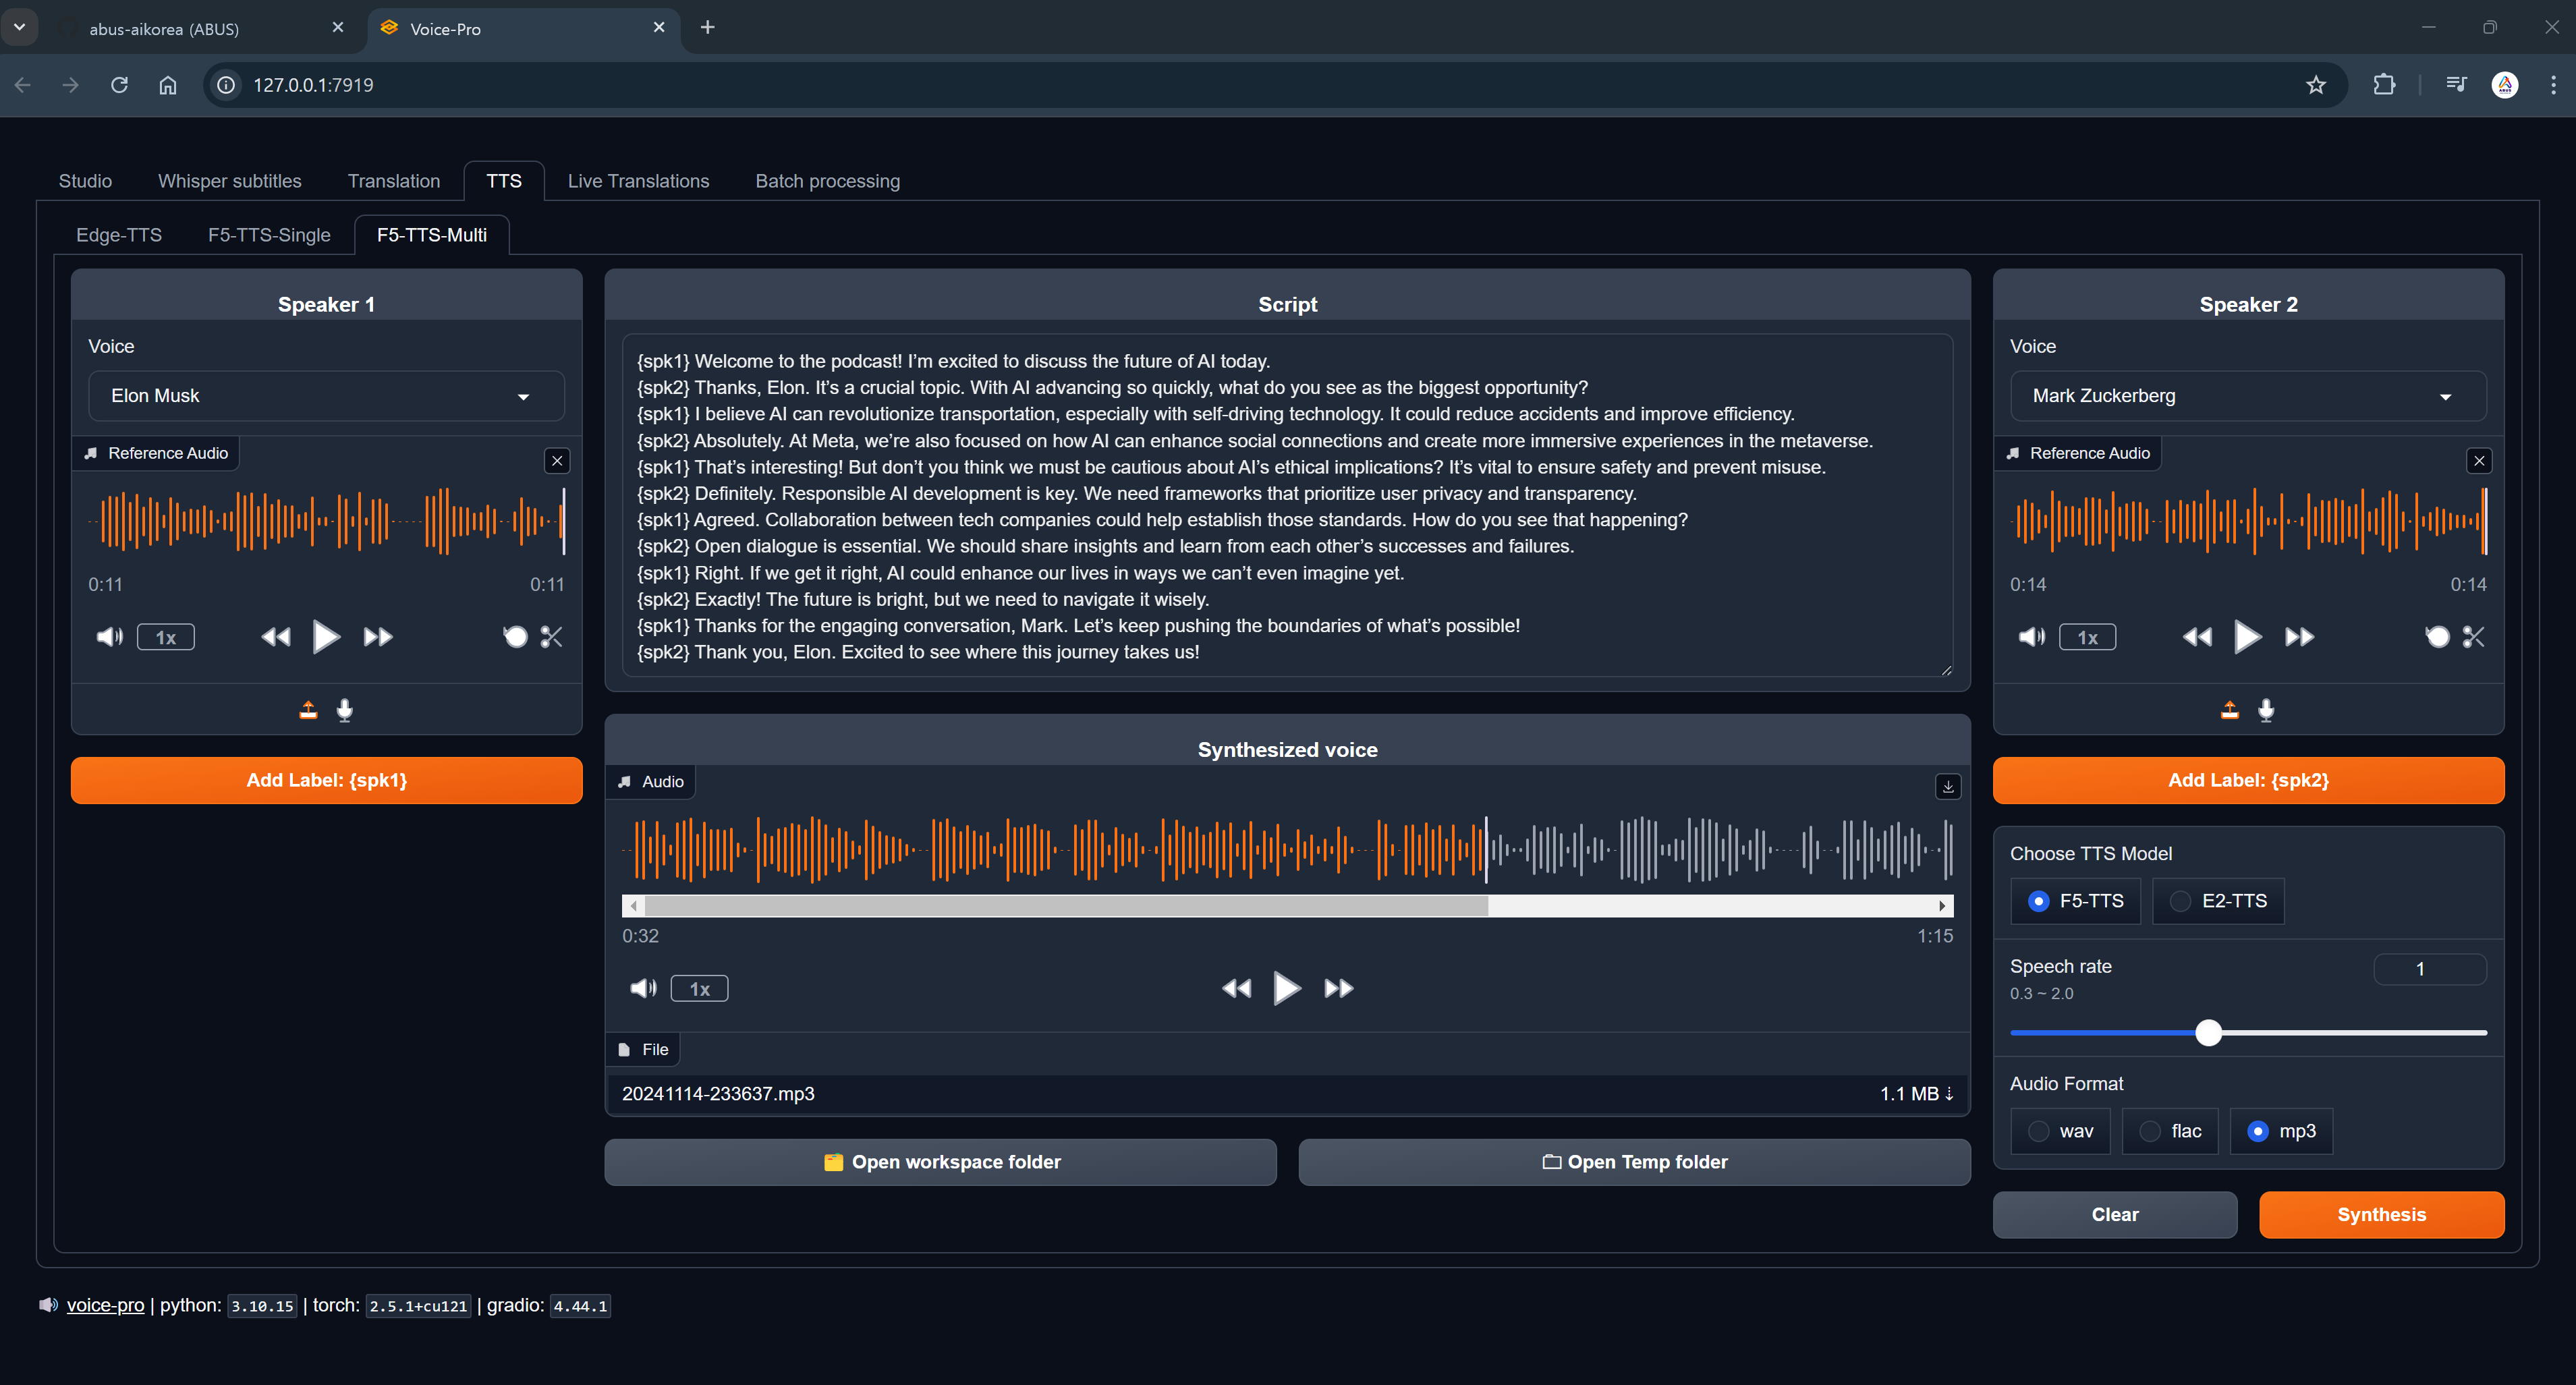 abus-aikorea (ABUS)
Voice-Pro
127.0.0.1:7919
Studio
Whisper subtitles
Translation
TTS
Live Translations
Batch processing
Edge-TTS
F5-TTS-Single
F5-TTS-Multi
Speaker 1
Voice
Elon Musk
Reference Audio
0:11
0:11
1x
Add Label: {spk1}
Script
{spk1} Welcome to the podcast! I’m excited to discuss the future of AI today.
{spk2} Thanks, Elon. It’s a crucial topic. With AI advancing so quickly, what do you see as the biggest opportunity?
{spk1} I believe AI can revolutionize transportation, especially with self-driving technology. It could reduce accidents and improve efficiency.
{spk2} Absolutely. At Meta, we’re also focused on how AI can enhance social connections and create more immersive experiences in the metaverse.
{spk1} That’s interesting! But don’t you think we must be cautious about AI’s ethical implications? It’s vital to ensure safety and prevent misuse.
{spk2} Definitely. Responsible AI development is key. We need frameworks that prioritize user privacy and transparency.
{spk1} Agreed. Collaboration between tech companies could help establish those standards. How do you see that happening?
{spk2} Open dialogue is essential. We should share insights and learn from each other’s successes and failures.
{spk1} Right. If we get it right, AI could enhance our lives in ways we can’t even imagine yet.
{spk2} Exactly! The future is bright, but we need to navigate it wisely.
{spk1} Thanks for the engaging conversation, Mark. Let’s keep pushing the boundaries of what’s possible!
{spk2} Thank you, Elon. Excited to see where this journey takes us!
Synthesized voice
Audio
0:32
1:15
1x
File
20241114-233637.mp3
1.1 MB ⇣
Open workspace folder
Open Temp folder
Speaker 2
Voice
Mark Zuckerberg
Reference Audio
0:14
0:14
1x
Add Label: {spk2}
Choose TTS Model
F5-TTS
E2-TTS
Speech rate
1
0.3 ~ 2.0
Audio Format
wav
flac
mp3
Clear
Synthesis
voice-pro | python: 3.10.15 | torch: 2.5.1+cu121 | gradio: 4.44.1